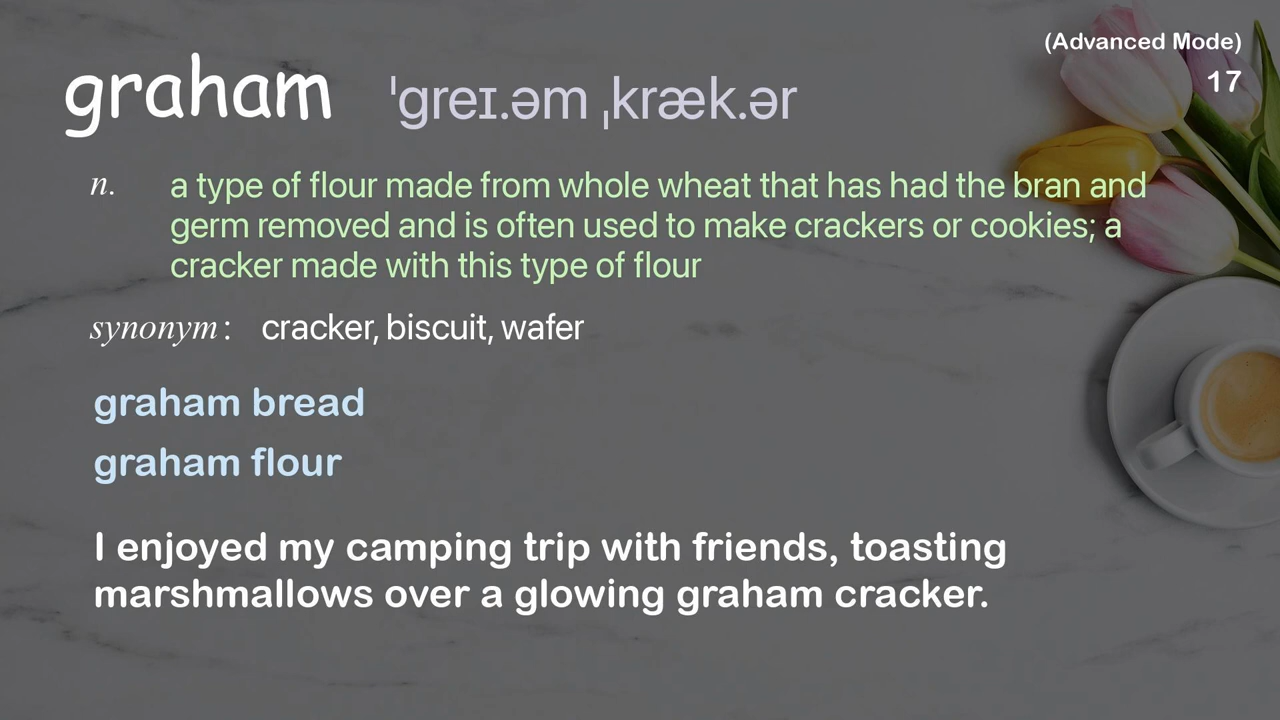 (Advanced Mode)
17
graham ˈgreɪ.əm ˌkræk.ər
n. a type of flour made from whole wheat that has had the bran and
germ removed and is often used to make crackers or cookies; a
cracker made with this type of flour
synonym: cracker, biscuit, wafer
graham bread
graham flour
I enjoyed my camping trip with friends, toasting
marshmallows over a glowing graham cracker.